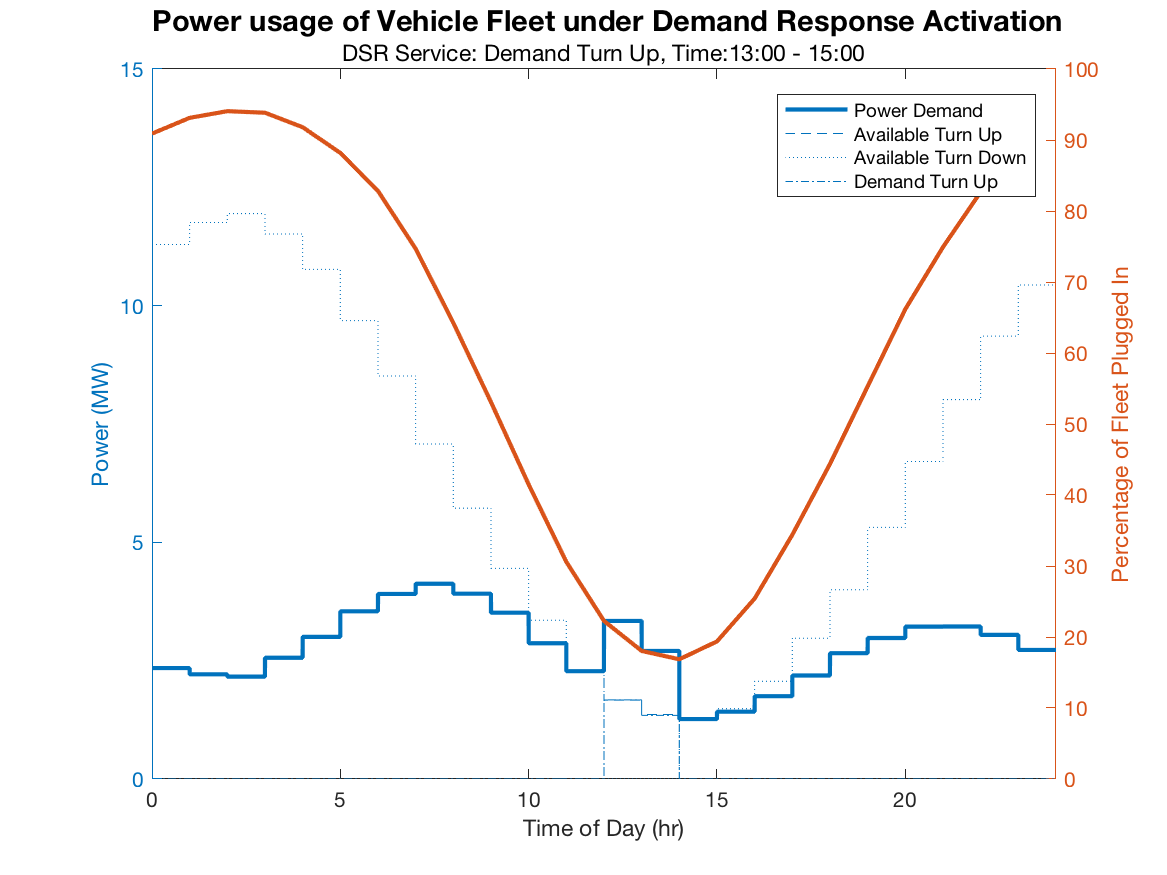 Power usage of Vehicle Fleet under Demand Response Activation
DSR Service: Demand Turn Up, Time:13:00 - 15:00
Power (MW)
15
10
5
0
Power Demand
Available Turn Up
Available Turn Down
Demand Turn Up
100
90
80
70
60
50
40
30
20
10
0
Percentage of Fleet Plugged In
0
5
10
15
20
Time of Day (hr)